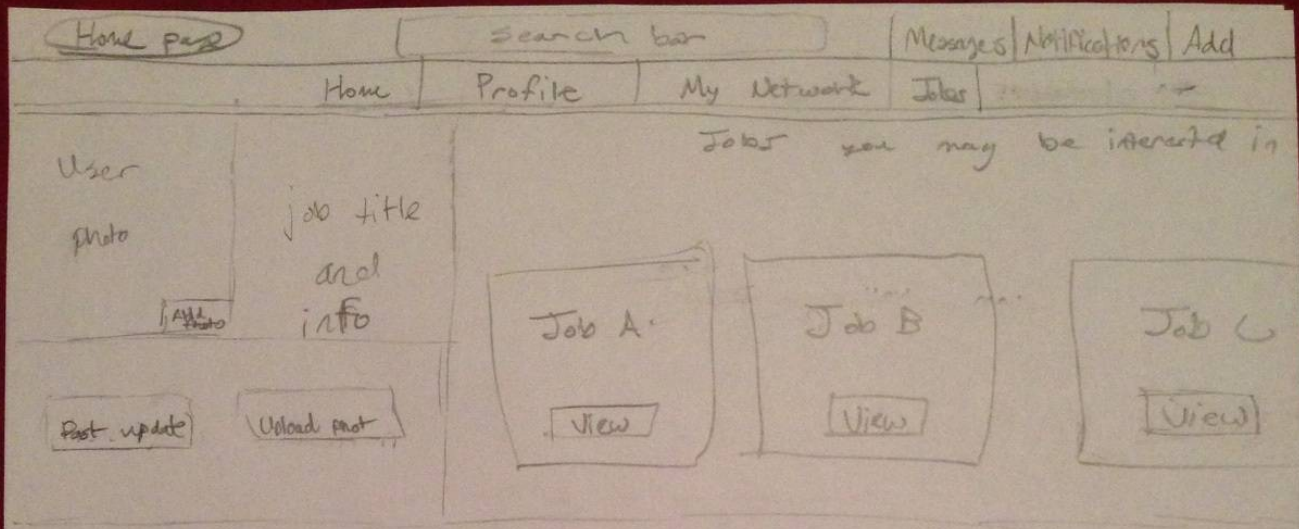 Home page
Search bar
Messages
Notifications
Add
Home
Profile
My Network
Jobs
User
photo
Add
Photo
job title
and
info
Post update
Upload
Jobs you may be interested in
Job A
View
Job B
View
Job C
View